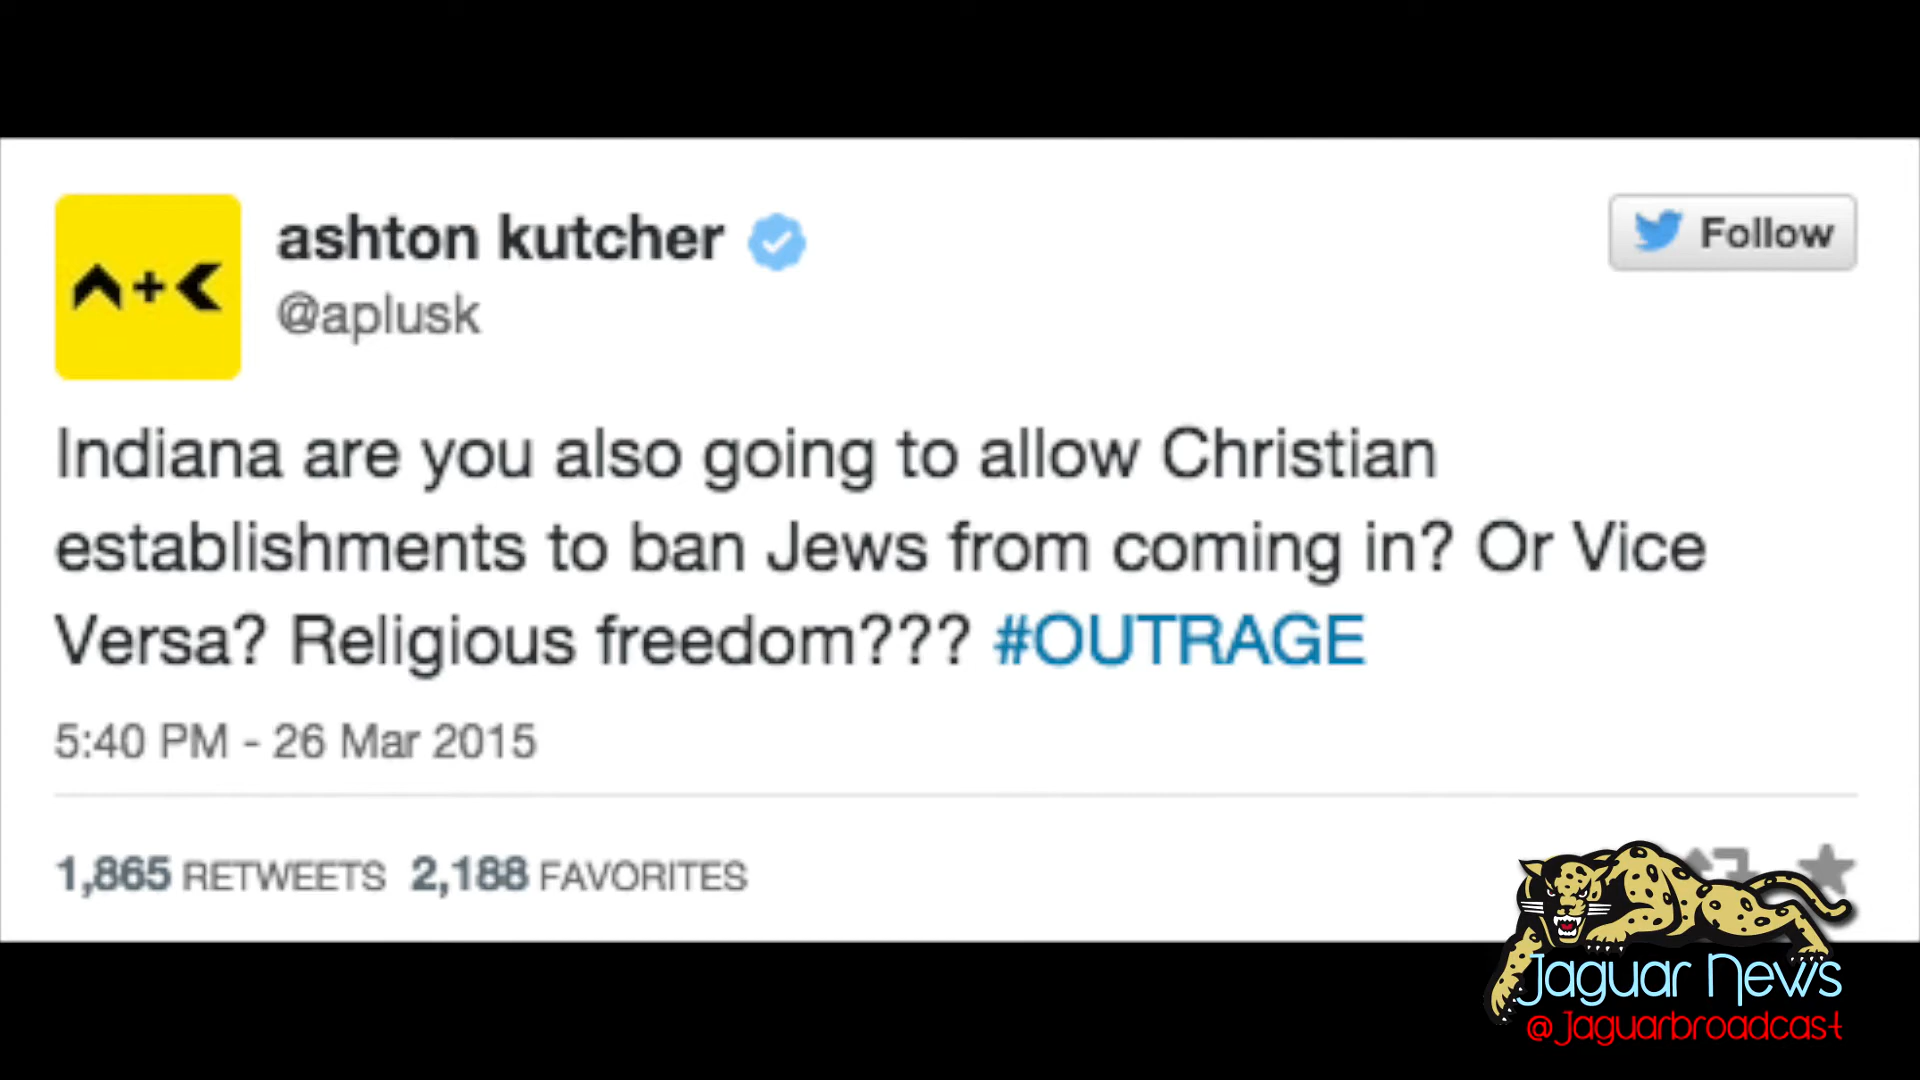 ashton kutcher
@aplusk
Follow
Indiana are you also going to allow Christian
establishments to ban Jews from coming in? Or Vice
Versa? Religious freedom??? #OUTRAGE
5:40 PM - 26 Mar 2015
1,865 RETWEETS 2,188 FAVORITES
Jaguar News
@Jaguarbroadcast